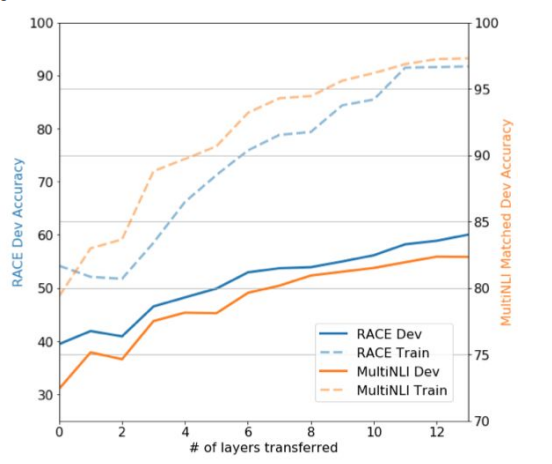 100
90
80
70
60
50
40
30
RACE Dev Accuracy
100
95
90
85
80
75
70
MultiNLI Matched Dev Accuracy
RACE Dev
RACE Train
MultiNLI Dev
MultiNLI Train
0 2 4 6 8 10 12
# of layers transferred